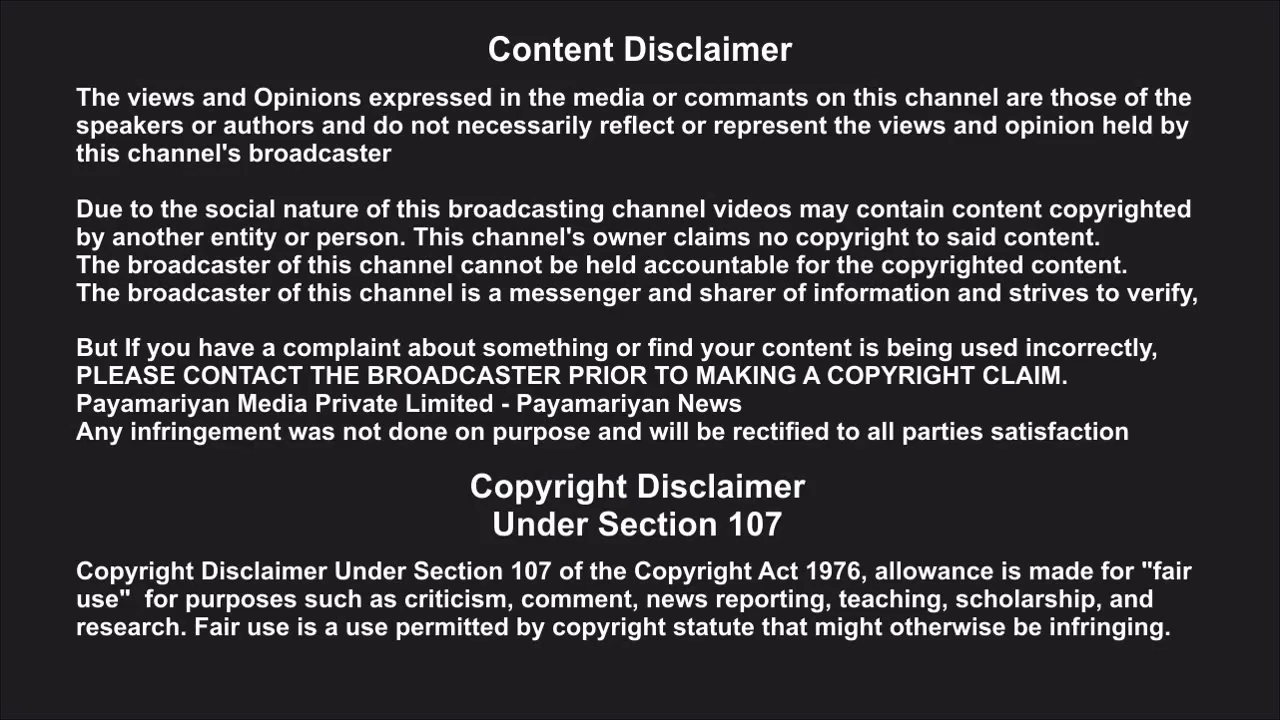 Content Disclaimer
The views and Opinions expressed in the media or commants on this channel are those of the
speakers or authors and do not necessarily reflect or represent the views and opinion held by
this channel's broadcaster
Due to the social nature of this broadcasting channel videos may contain content copyrighted
by another entity or person. This channel's owner claims no copyright to said content.
The broadcaster of this channel cannot be held accountable for the copyrighted content.
The broadcaster of this channel is a messenger and sharer of information and strives to verify,
But If you have a complaint about something or find your content is being used incorrectly,
PLEASE CONTACT THE BROADCASTER PRIOR TO MAKING A COPYRIGHT CLAIM.
Payamariyan Media Private Limited - Payamariyan News
Any infringement was not done on purpose and will be rectified to all parties satisfaction
Copyright Disclaimer
Under Section 107
Copyright Disclaimer Under Section 107 of the Copyright Act 1976, allowance is made for "fair
use"  for purposes such as criticism, comment, news reporting, teaching, scholarship, and
research. Fair use is a use permitted by copyright statute that might otherwise be infringing.